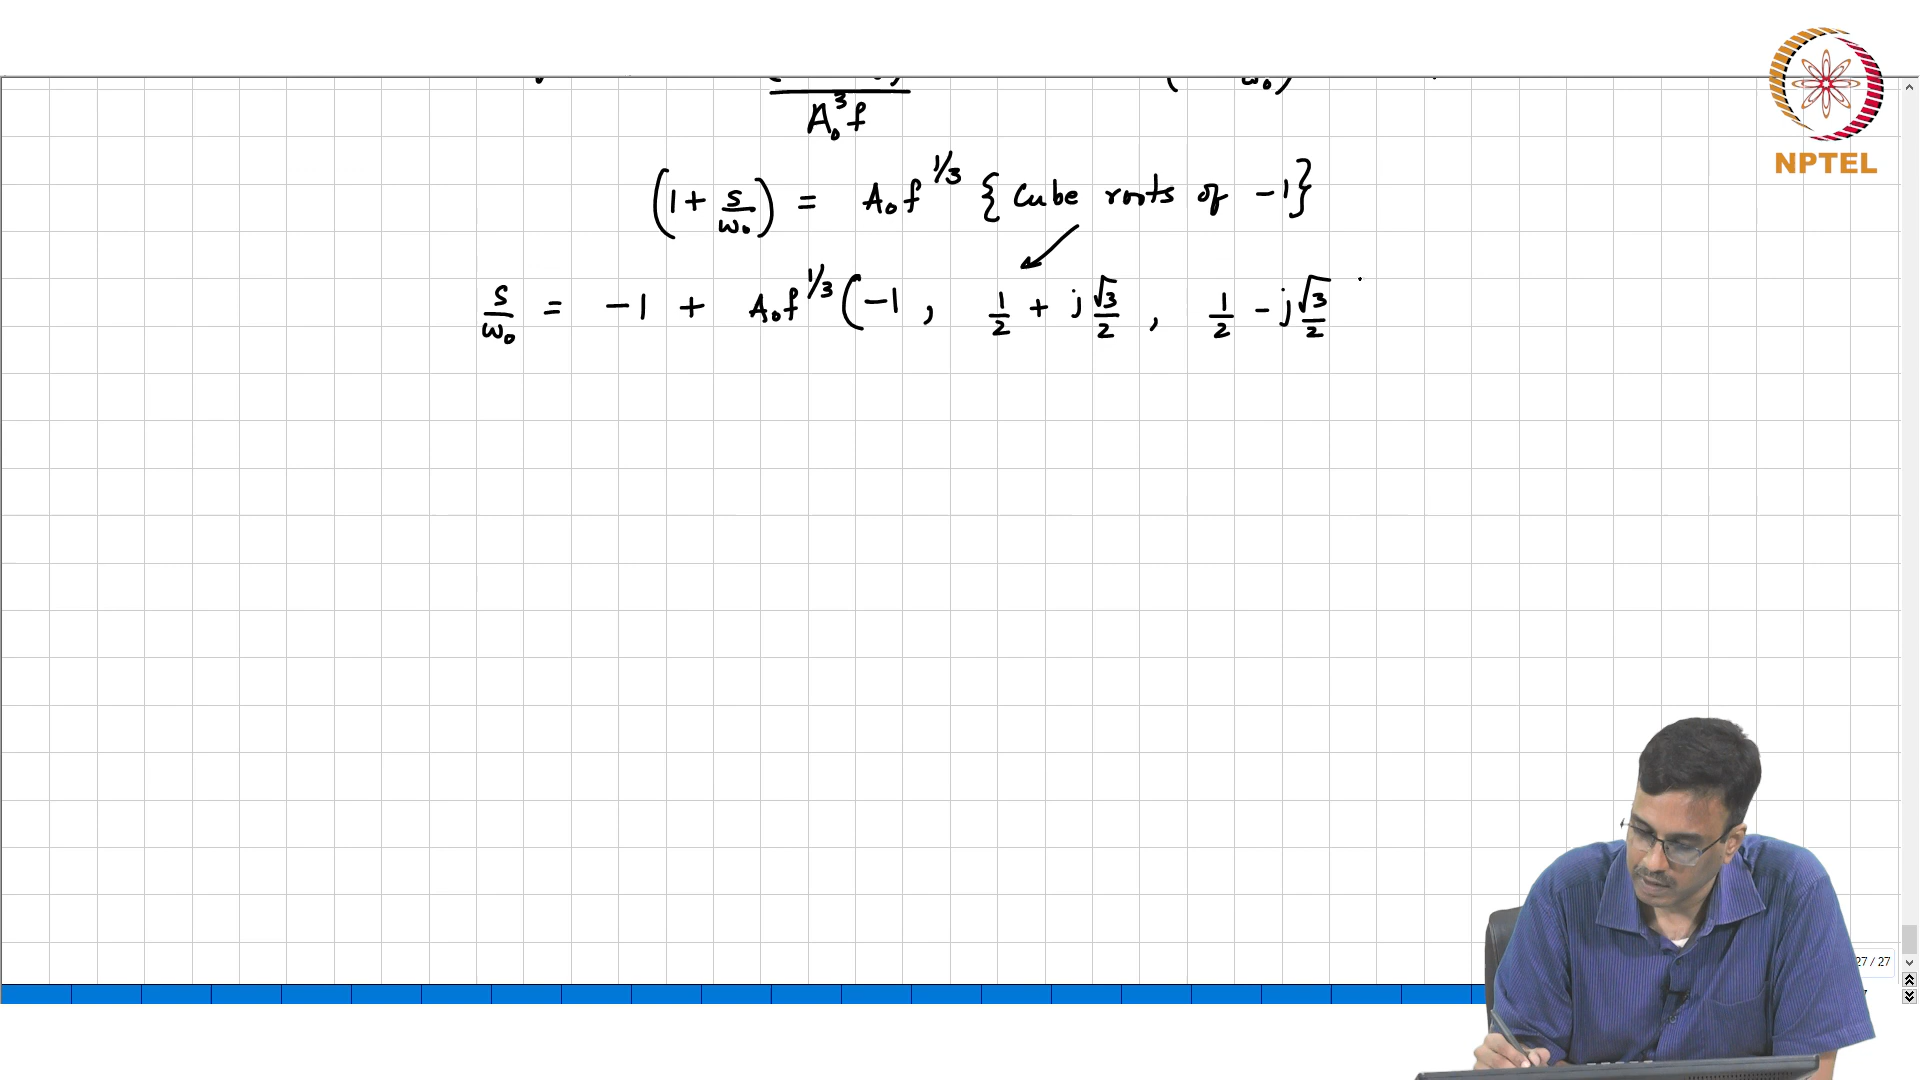 ω₀)
A₀³f
(1 + s/ω₀) = A₀f^1/3 {Cube roots of -1}
s/ω₀ = -1 + A₀f^1/3 (-1, 1/2 + j√3/2, 1/2 - j√3/2
NPTEL
27 / 27